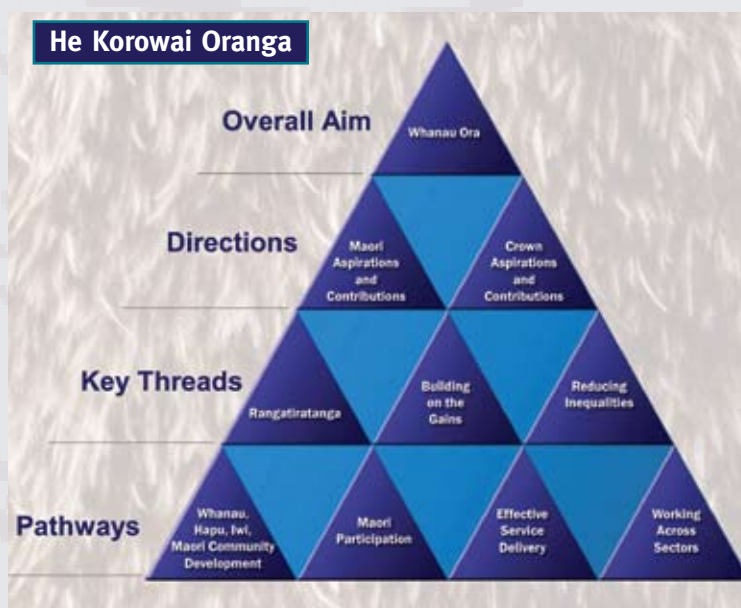 He Korowai Oranga
Overall Aim
Whanau Ora
Directions
Maori
Aspirations
and
Contributions
Crown
Aspirations
and
Contributions
Key Threads
Rangatiratanga
Building
on the
Gains
Reducing
Inequalities
Pathways
Whanau,
Hapu, Iwi,
Maori Community
Development
Maori
Participation
Effective
Service
Delivery
Working
Across
Sectors